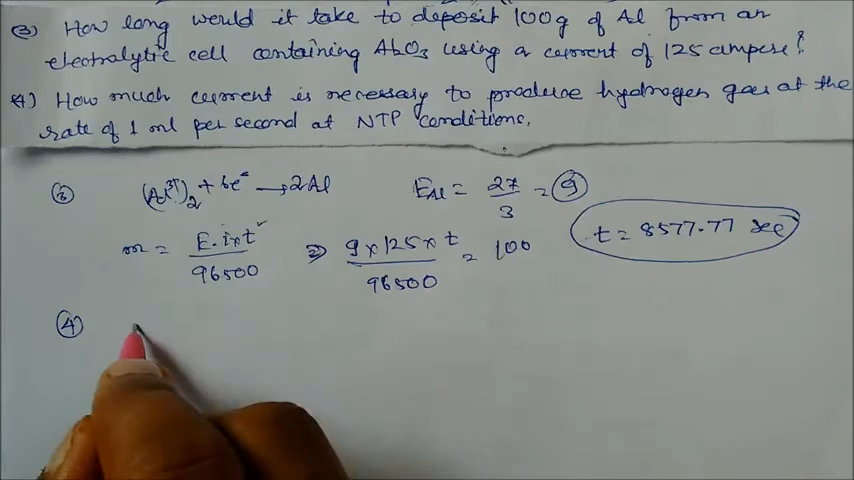 (3) How long would it take to deposit 100g of Al from an
electrolytic cell containing Al2O3 using a current of 125 ampere?
(4) How much current is necessary to produce hydrogen gas at the
rate of 1 ml per second at NTP conditions.
(3) (Al3+)2 + 6e- → 2Al EAl = 27/3 = 9
m = E.i×t/96500 ⇒ 9×125×t/96500 = 100 t = 8577.77 sec
(4)